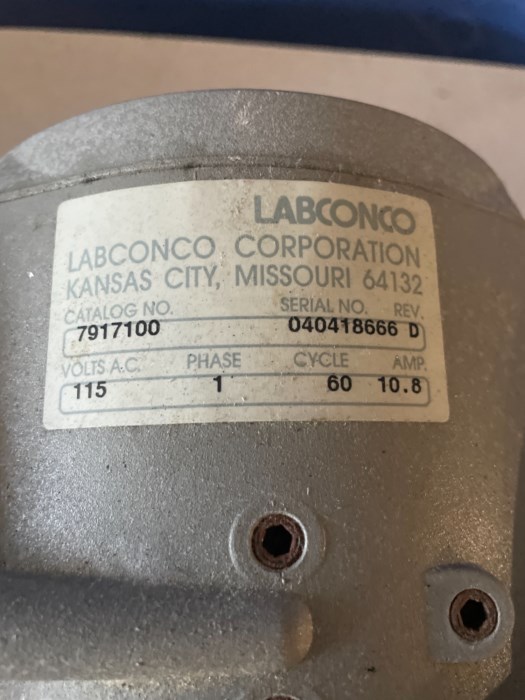 LABCONCO
LABCONCO CORPORATION
KANSAS CITY, MISSOURI 64132
CATALOG NO. SERIAL NO. REV.
7917100 040418666 D
VOLTS A.C. PHASE CYCLE AMP.
115 1 60 10.8